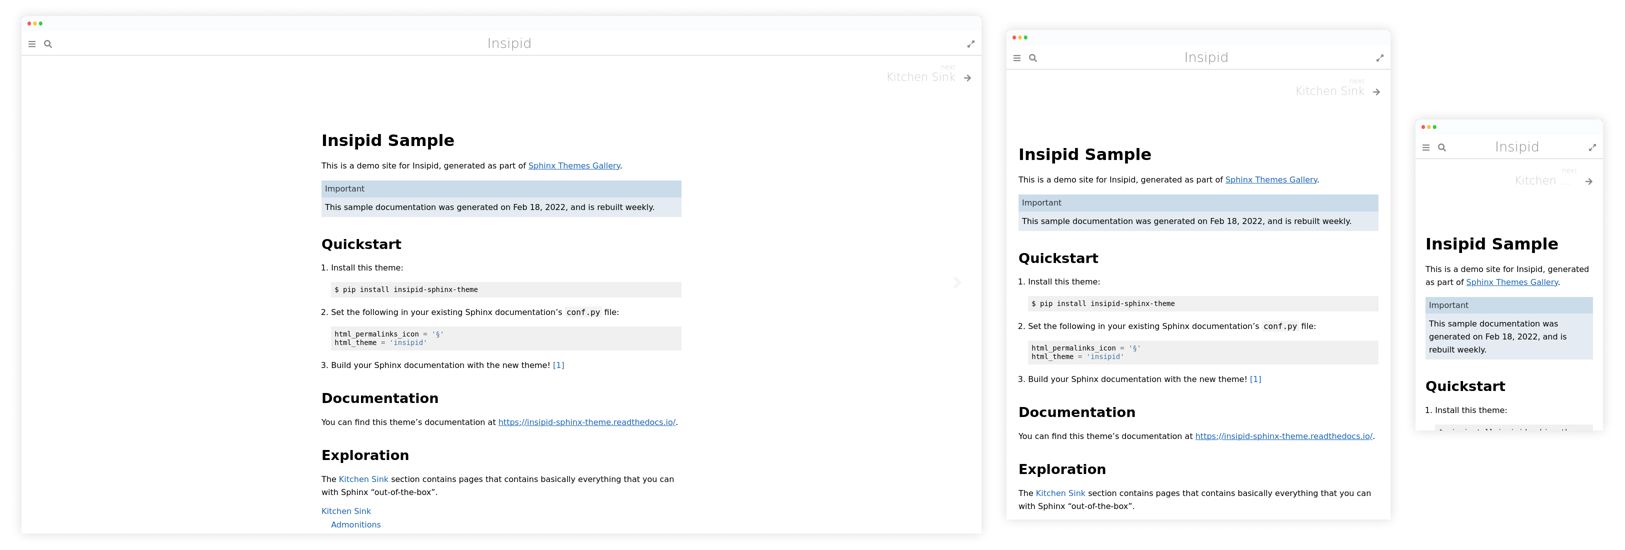 Insipid
next
Kitchen Sink
Insipid Sample
This is a demo site for Insipid, generated as part of Sphinx Themes Gallery.
Important
This sample documentation was generated on Feb 18, 2022, and is rebuilt weekly.
Quickstart
1. Install this theme:
$ pip install insipid-sphinx-theme
2. Set the following in your existing Sphinx documentation’s conf.py file:
html_permalinks_icon = '§'
html_theme = 'insipid'
3. Build your Sphinx documentation with the new theme! [1]
Documentation
You can find this theme’s documentation at https://insipid-sphinx-theme.readthedocs.io/.
Exploration
The Kitchen Sink section contains pages that contains basically everything that you can
with Sphinx “out-of-the-box”.
Kitchen Sink
Admonitions
Insipid
next
Kitchen Sink
Insipid Sample
This is a demo site for Insipid, generated as part of Sphinx Themes Gallery.
Important
This sample documentation was generated on Feb 18, 2022, and is rebuilt weekly.
Quickstart
1. Install this theme:
$ pip install insipid-sphinx-theme
2. Set the following in your existing Sphinx documentation’s conf.py file:
html_permalinks_icon = '§'
html_theme = 'insipid'
3. Build your Sphinx documentation with the new theme! [1]
Documentation
You can find this theme’s documentation at https://insipid-sphinx-theme.readthedocs.io/.
Exploration
The Kitchen Sink section contains pages that contains basically everything that you can
with Sphinx “out-of-the-box”.
Insipid
next
Kitchen ...
Insipid Sample
This is a demo site for Insipid, generated
as part of Sphinx Themes Gallery.
Important
This sample documentation was
generated on Feb 18, 2022, and is
rebuilt weekly.
Quickstart
1. Install this theme: